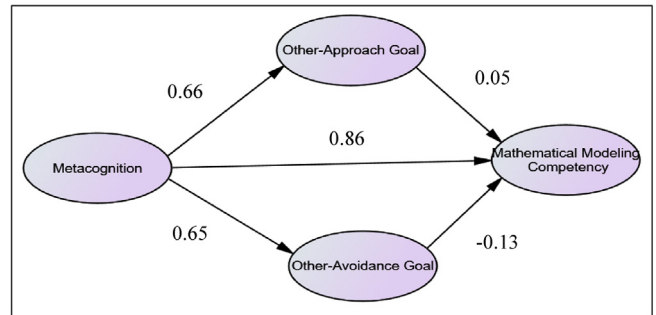 Other-Approach Goal
0.66
0.05
0.86
Metacognition
Mathematical Modeling
Competency
0.65
-0.13
Other-Avoidance Goal